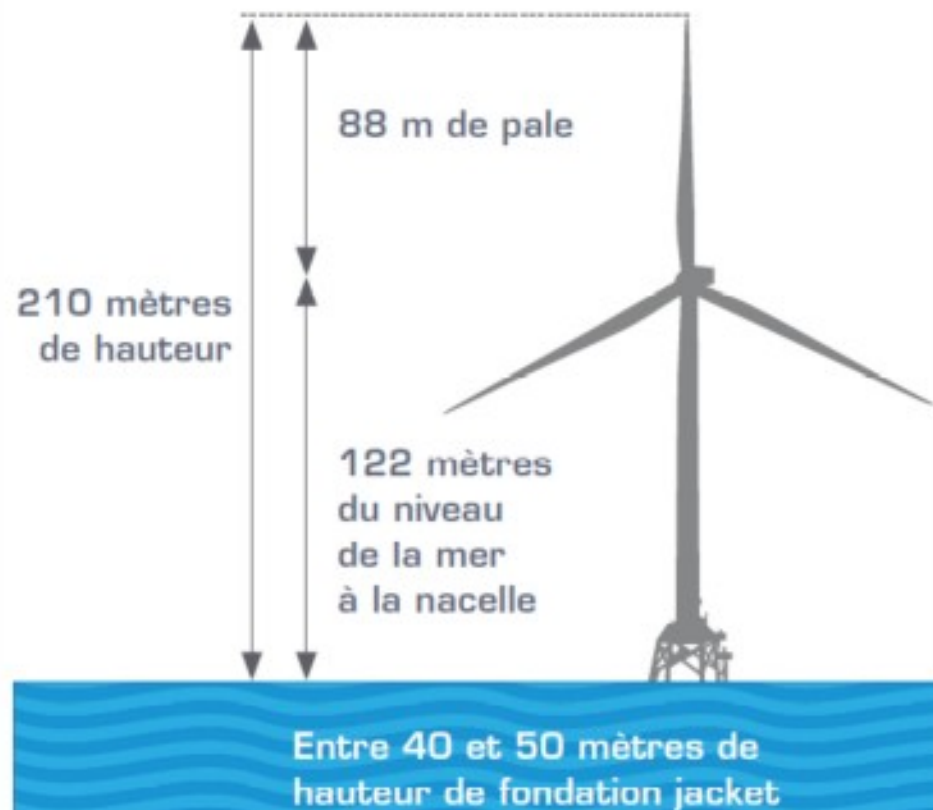 88 m de pale
210 mètres
de hauteur
122 mètres
du niveau
de la mer
à la nacelle
Entre 40 et 50 mètres de
hauteur de fondation jacket